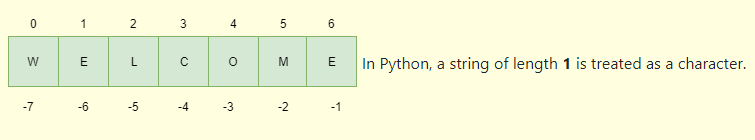 0 1 2 3 4 5 6
W E L C O M E In Python, a string of length 1 is treated as a character.
-7 -6 -5 -4 -3 -2 -1